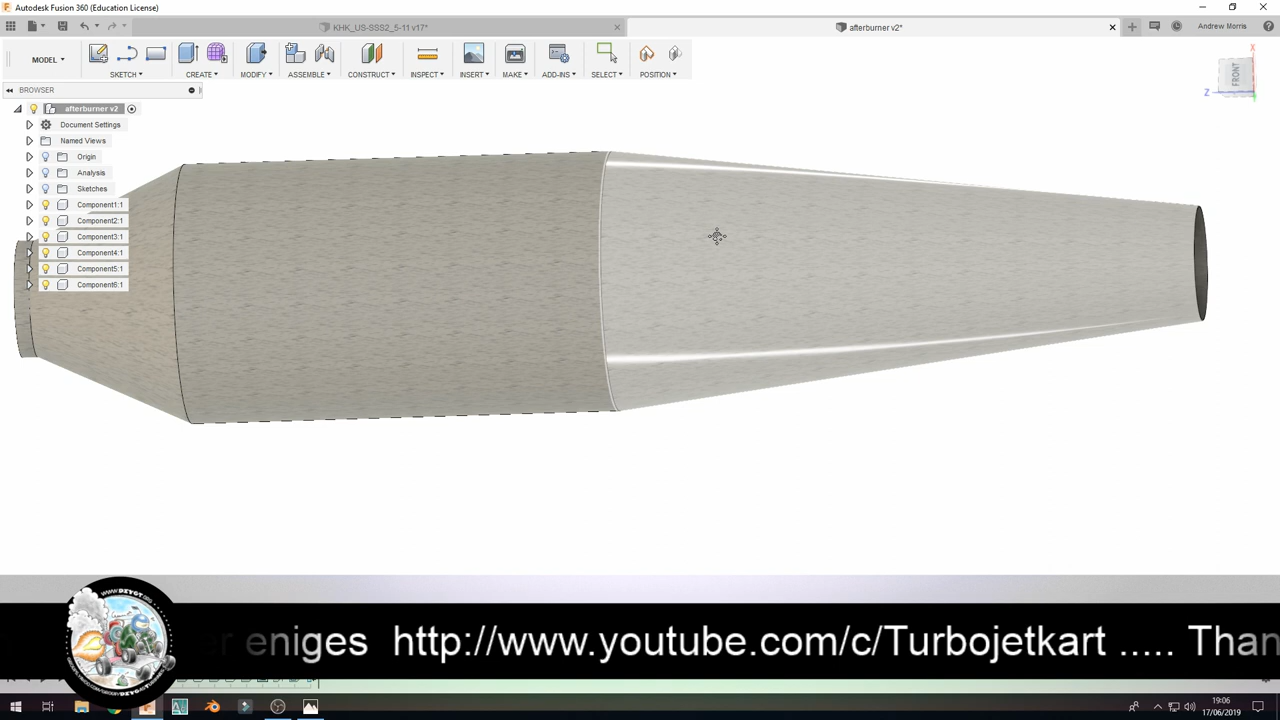 Autodesk Fusion 360 (Education License)
KHK_US-SSS2_5-11 v17*
afterburner v2*
Andrew Morris
MODEL
SKETCH
CREATE
MODIFY
ASSEMBLE
CONSTRUCT
INSPECT
INSERT
MAKE
ADD-INS
SELECT
POSITION
BROWSER
X
FRONT
Z
afterburner v2
Document Settings
Named Views
Origin
Analysis
Sketches
Component1:1
Component2:1
Component3:1
Component4:1
Component5:1
Component6:1
er eniges http://www.youtube.com/c/Turbojetkart ..... Than
19:06
17/06/2019